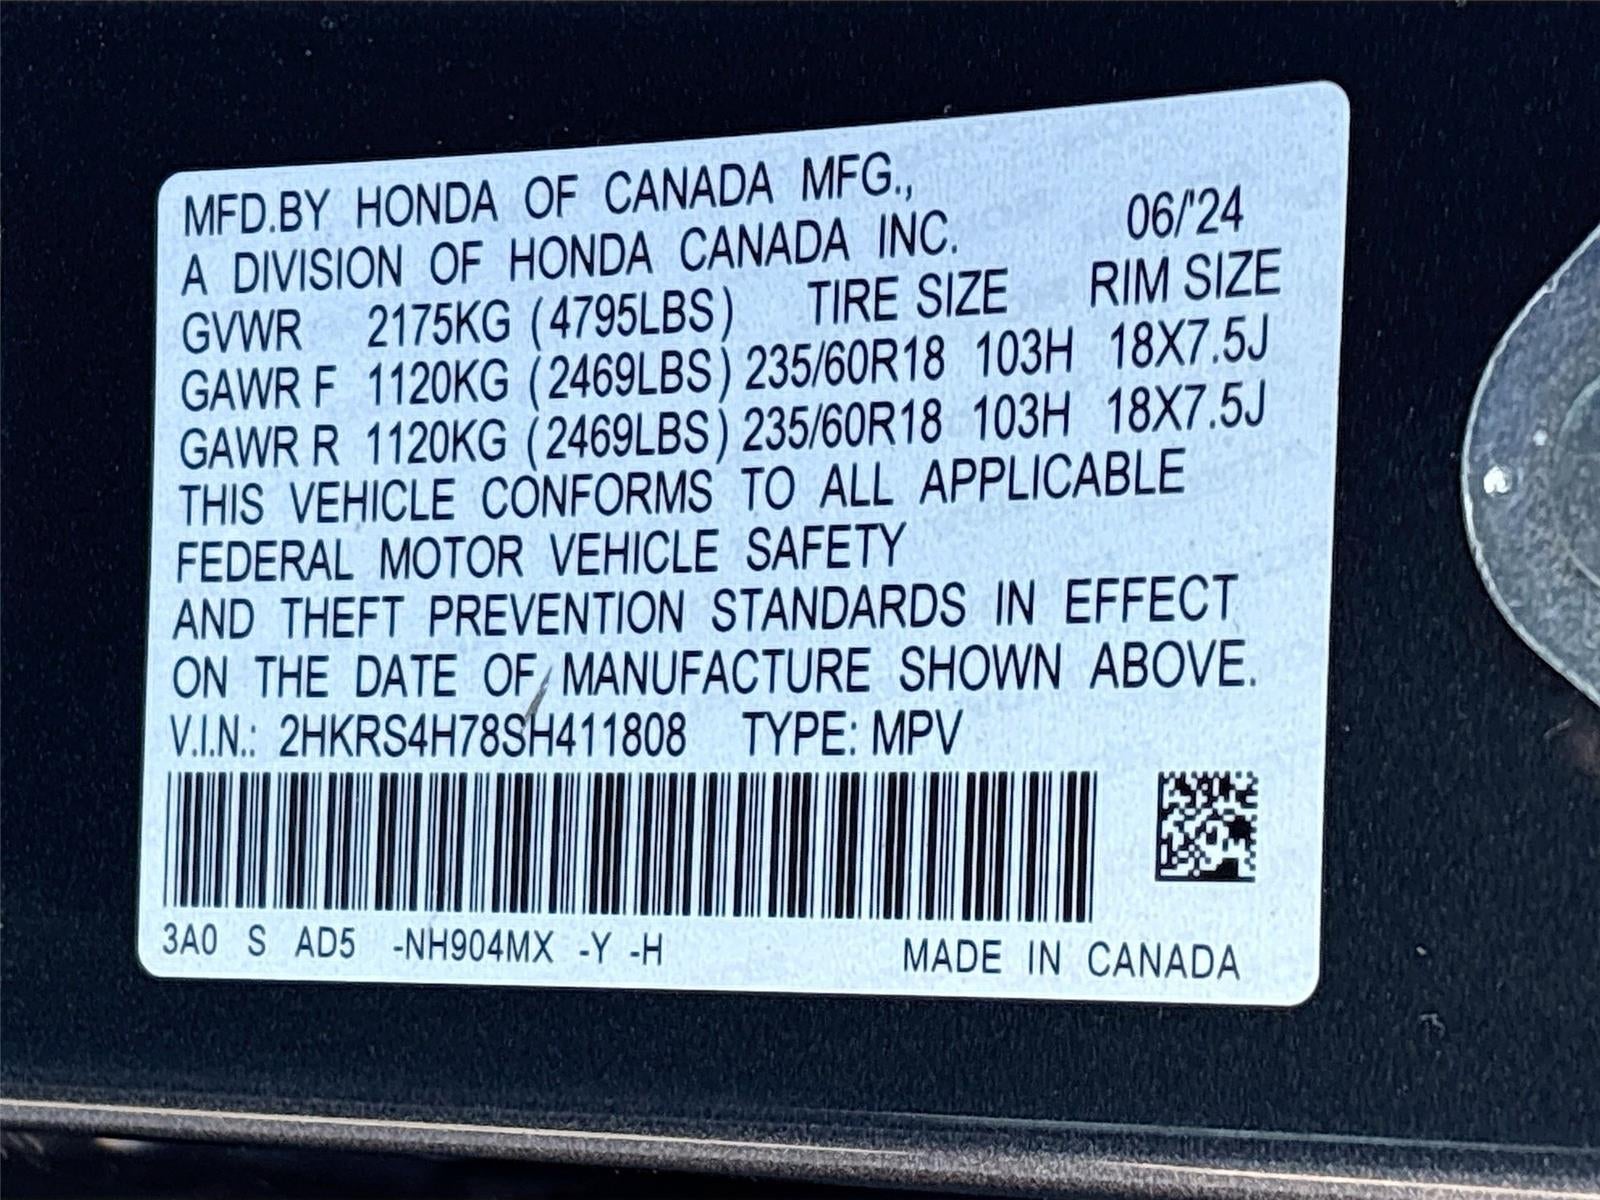 MFD.BY HONDA OF CANADA MFG.,
A DIVISION OF HONDA CANADA INC. 06/'24
GVWR 2175KG (4795LBS) TIRE SIZE RIM SIZE
GAWR F 1120KG (2469LBS) 235/60R18 103H 18X7.5J
GAWR R 1120KG (2469LBS) 235/60R18 103H 18X7.5J
THIS VEHICLE CONFORMS TO ALL APPLICABLE
FEDERAL MOTOR VEHICLE SAFETY
AND THEFT PREVENTION STANDARDS IN EFFECT
ON THE DATE OF MANUFACTURE SHOWN ABOVE.
V.I.N.: 2HKRS4H78SH411808 TYPE: MPV
3A0 S AD5 -NH904MX -Y -H MADE IN CANADA